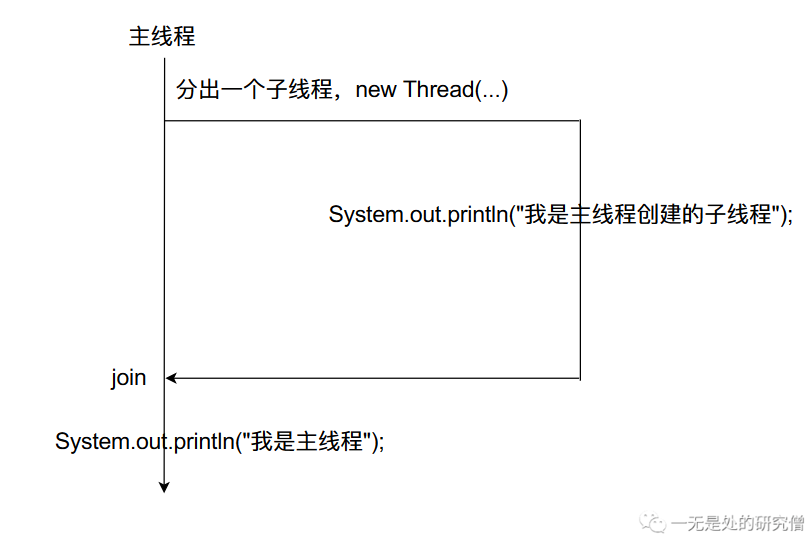 主线程
分出一个子线程，new Thread(...)
System.out.println("我是主线程创建的子线程");
join
System.out.println("我是主线程");
一无是处的研究僧